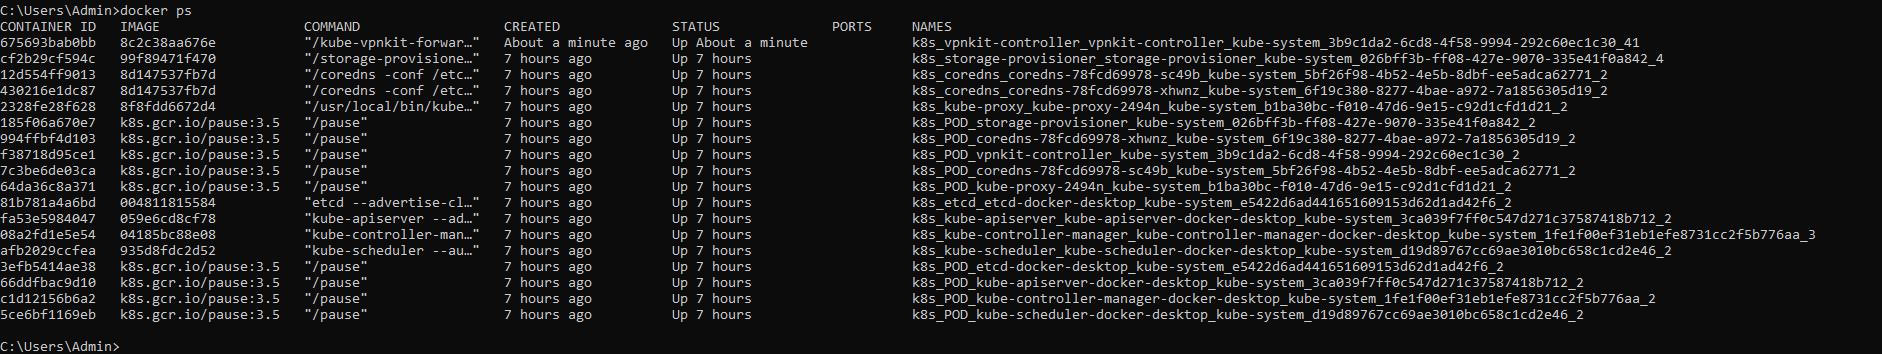 C:\Users\Admin>docker ps
CONTAINER ID   IMAGE                  COMMAND                  CREATED              STATUS              PORTS     NAMES
675693bab0bb   8c2c38aa676e           "/kube-vpnkit-forwar…"   About a minute ago   Up About a minute             k8s_vpnkit-controller_vpnkit-controller_kube-system_3b9c1da2-6cd8-4f58-9994-292c60ec1c30_41
cf2b29cf594c   99f89471f470           "/storage-provisione…"   7 hours ago          Up 7 hours                    k8s_storage-provisioner_storage-provisioner_kube-system_026bff3b-ff08-427e-9070-335e41f0a842_4
12d554ff9013   8d147537fb7d           "/coredns -conf /etc…"   7 hours ago          Up 7 hours                    k8s_coredns_coredns-78fcd69978-sc49b_kube-system_5bf26f98-4b52-4e5b-8dbf-ee5adca62771_2
430216e1dc87   8d147537fb7d           "/coredns -conf /etc…"   7 hours ago          Up 7 hours                    k8s_coredns_coredns-78fcd69978-xhwnz_kube-system_6f19c380-8277-4bae-a972-7a1856305d19_2
2328fe28f628   8f8fdd6672d4           "/usr/local/bin/kube…"   7 hours ago          Up 7 hours                    k8s_kube-proxy_kube-proxy-2494n_kube-system_b1ba30bc-f010-47d6-9e15-c92d1cfd1d21_2
185f06a670e7   k8s.gcr.io/pause:3.5   "/pause"                 7 hours ago          Up 7 hours                    k8s_POD_storage-provisioner_kube-system_026bff3b-ff08-427e-9070-335e41f0a842_2
994ffbf4d103   k8s.gcr.io/pause:3.5   "/pause"                 7 hours ago          Up 7 hours                    k8s_POD_coredns-78fcd69978-xhwnz_kube-system_6f19c380-8277-4bae-a972-7a1856305d19_2
f38718d95ce1   k8s.gcr.io/pause:3.5   "/pause"                 7 hours ago          Up 7 hours                    k8s_POD_vpnkit-controller_kube-system_3b9c1da2-6cd8-4f58-9994-292c60ec1c30_2
7c3be6de03ca   k8s.gcr.io/pause:3.5   "/pause"                 7 hours ago          Up 7 hours                    k8s_POD_coredns-78fcd69978-sc49b_kube-system_5bf26f98-4b52-4e5b-8dbf-ee5adca62771_2
64da36c8a371   k8s.gcr.io/pause:3.5   "/pause"                 7 hours ago          Up 7 hours                    k8s_POD_kube-proxy-2494n_kube-system_b1ba30bc-f010-47d6-9e15-c92d1cfd1d21_2
81b781a4a6bd   004811815584           "etcd --advertise-cl…"   7 hours ago          Up 7 hours                    k8s_etcd_etcd-docker-desktop_kube-system_e5422d6ad441651609153d62d1ad42f6_2
fa53e5984047   059e6cd8cf78           "kube-apiserver --ad…"   7 hours ago          Up 7 hours                    k8s_kube-apiserver_kube-apiserver-docker-desktop_kube-system_3ca039f7ff0c547d271c37587418b712_2
08a2fd1e5e54   04185bc88e08           "kube-controller-man…"   7 hours ago          Up 7 hours                    k8s_kube-controller-manager_kube-controller-manager-docker-desktop_kube-system_1fe1f00ef31eb1efe8731cc2f5b776aa_3
afb2029ccfea   935d8fdc2d52           "kube-scheduler --au…"   7 hours ago          Up 7 hours                    k8s_kube-scheduler_kube-scheduler-docker-desktop_kube-system_d19d89767cc69ae3010bc658c1cd2e46_2
3efb5414ae38   k8s.gcr.io/pause:3.5   "/pause"                 7 hours ago          Up 7 hours                    k8s_POD_etcd-docker-desktop_kube-system_e5422d6ad441651609153d62d1ad42f6_2
66ddfbac9d10   k8s.gcr.io/pause:3.5   "/pause"                 7 hours ago          Up 7 hours                    k8s_POD_kube-apiserver-docker-desktop_kube-system_3ca039f7ff0c547d271c37587418b712_2
c1d12156b6a2   k8s.gcr.io/pause:3.5   "/pause"                 7 hours ago          Up 7 hours                    k8s_POD_kube-controller-manager-docker-desktop_kube-system_1fe1f00ef31eb1efe8731cc2f5b776aa_2
5ce6bf1169eb   k8s.gcr.io/pause:3.5   "/pause"                 7 hours ago          Up 7 hours                    k8s_POD_kube-scheduler-docker-desktop_kube-system_d19d89767cc69ae3010bc658c1cd2e46_2
C:\Users\Admin>